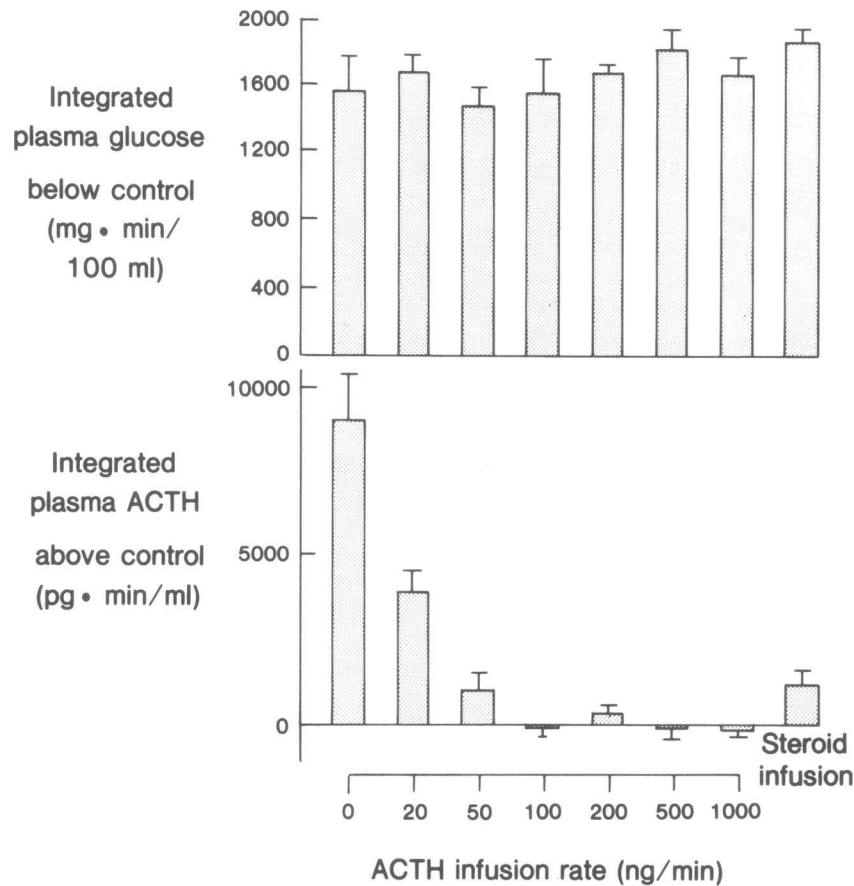 Integrated
plasma glucose
below control
(mg • min/
100 ml)
2000
1600
1200
800
400
0
Integrated
plasma ACTH
above control
(pg • min/ml)
10000
5000
0
Steroid
infusion
0 20 50 100 200 500 1000
ACTH infusion rate (ng/min)